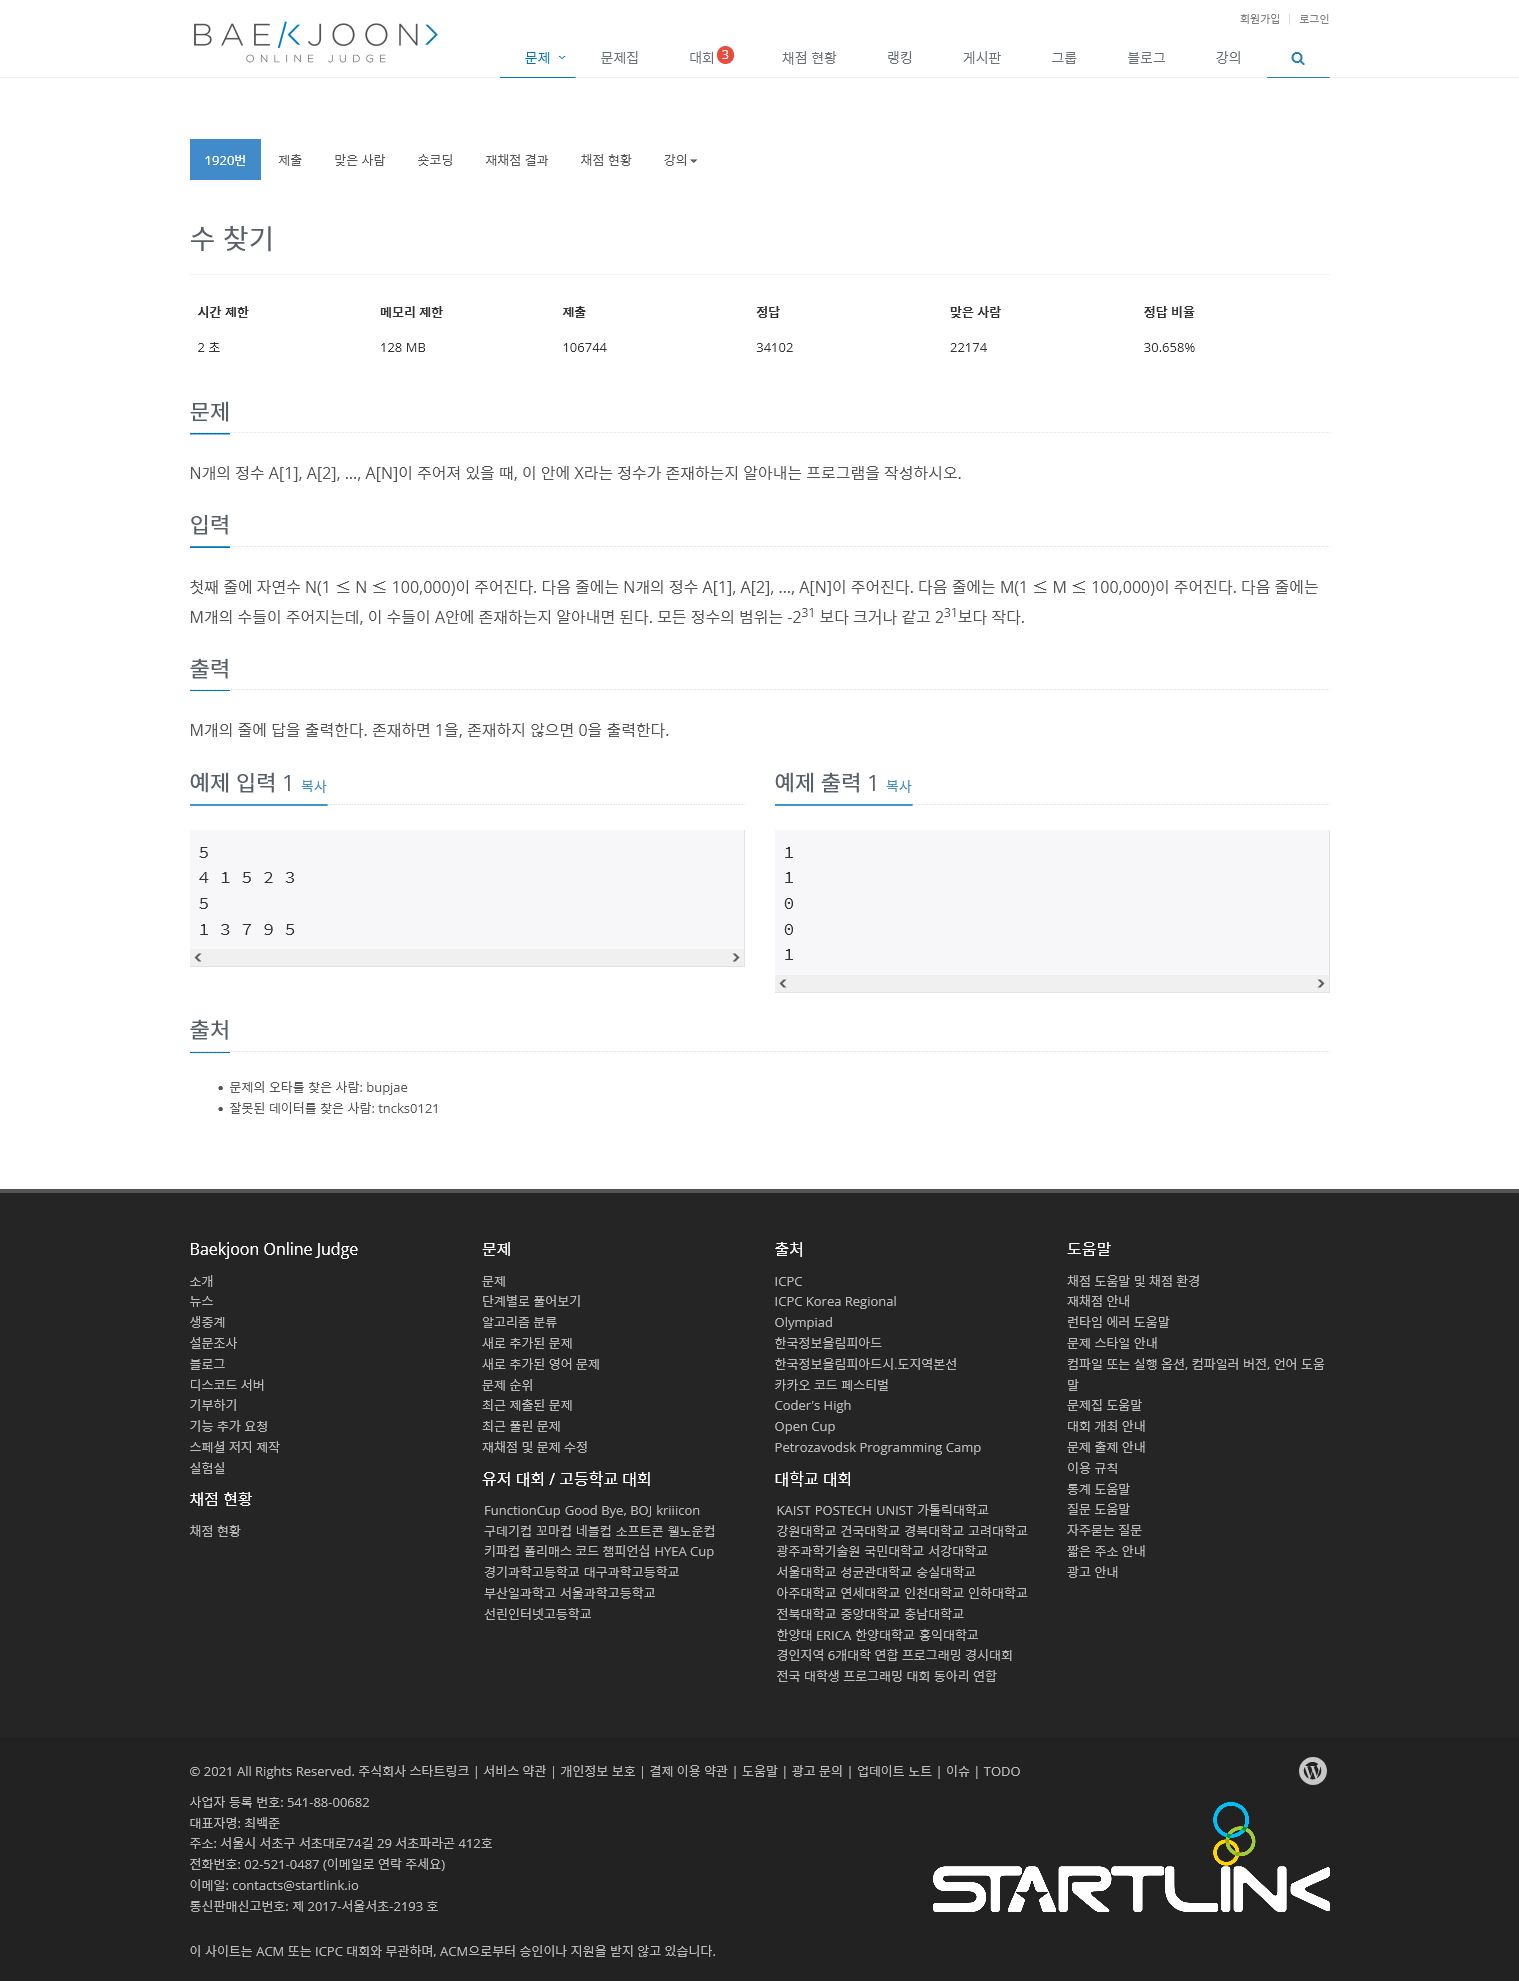 회원가입 | 로그인
BAEKJOON>
ONLINE JUDGE
문제 문제집 대회 3 채점 현황 랭킹 게시판 그룹 블로그 강의
1920번 제출 맞은 사람 숏코딩 재채점 결과 채점 현황 강의
수 찾기
시간 제한 메모리 제한 제출 정답 맞은 사람 정답 비율
2 초 128 MB 106744 34102 22174 30.658%
문제
N개의 정수 A[1], A[2], …, A[N]이 주어져 있을 때, 이 안에 X라는 정수가 존재하는지 알아내는 프로그램을 작성하시오.
입력
첫째 줄에 자연수 N(1 ≤ N ≤ 100,000)이 주어진다. 다음 줄에는 N개의 정수 A[1], A[2], …, A[N]이 주어진다. 다음 줄에는 M(1 ≤ M ≤ 100,000)이 주어진다. 다음 줄에는
M개의 수들이 주어지는데, 이 수들이 A안에 존재하는지 알아내면 된다. 모든 정수의 범위는 -2³¹ 보다 크거나 같고 2³¹보다 작다.
출력
M개의 줄에 답을 출력한다. 존재하면 1을, 존재하지 않으면 0을 출력한다.
예제 입력 1 복사
5
4 1 5 2 3
5
1 3 7 9 5
예제 출력 1 복사
1
1
0
0
1
출처
• 문제의 오타를 찾은 사람: bupjae
• 잘못된 데이터를 찾은 사람: tncks0121
Baekjoon Online Judge
소개
뉴스
생중계
설문조사
블로그
디스코드 서버
기부하기
기능 추가 요청
스페셜 저지 제작
실험실
채점 현황
채점 현황
문제
문제
단계별로 풀어보기
알고리즘 분류
새로 추가된 문제
새로 추가된 영어 문제
문제 순위
최근 제출된 문제
최근 풀린 문제
재채점 및 문제 수정
유저 대회 / 고등학교 대회
FunctionCup Good Bye, BOJ kriiicon
구데기컵 꼬마컵 네블컵 소프트콘 웰노운컵
키파컵 폴리매스 코드 챔피언십 HYEA Cup
경기과학고등학교 대구과학고등학교
부산일과학고 서울과학고등학교
선린인터넷고등학교
출처
ICPC
ICPC Korea Regional
Olympiad
한국정보올림피아드
한국정보올림피아드시.도지역본선
카카오 코드 페스티벌
Coder's High
Open Cup
Petrozavodsk Programming Camp
대학교 대회
KAIST POSTECH UNIST 가톨릭대학교
강원대학교 건국대학교 경북대학교 고려대학교
광주과학기술원 국민대학교 서강대학교
서울대학교 성균관대학교 숭실대학교
아주대학교 연세대학교 인천대학교 인하대학교
전북대학교 중앙대학교 충남대학교
한양대 ERICA 한양대학교 홍익대학교
경인지역 6개대학 연합 프로그래밍 경시대회
전국 대학생 프로그래밍 대회 동아리 연합
도움말
채점 도움말 및 채점 환경
재채점 안내
런타임 에러 도움말
문제 스타일 안내
컴파일 또는 실행 옵션, 컴파일러 버전, 언어 도움
말
문제집 도움말
대회 개최 안내
문제 출제 안내
이용 규칙
통계 도움말
질문 도움말
자주묻는 질문
짧은 주소 안내
광고 안내
© 2021 All Rights Reserved. 주식회사 스타트링크 | 서비스 약관 | 개인정보 보호 | 결제 이용 약관 | 도움말 | 광고 문의 | 업데이트 노트 | 이슈 | TODO
사업자 등록 번호: 541-88-00682
대표자명: 최백준
주소: 서울시 서초구 서초대로74길 29 서초파라곤 412호
전화번호: 02-521-0487 (이메일로 연락 주세요)
이메일: contacts@startlink.io
통신판매신고번호: 제 2017-서울서초-2193 호
STARTLINK
이 사이트는 ACM 또는 ICPC 대회와 무관하며, ACM으로부터 승인이나 지원을 받지 않고 있습니다.